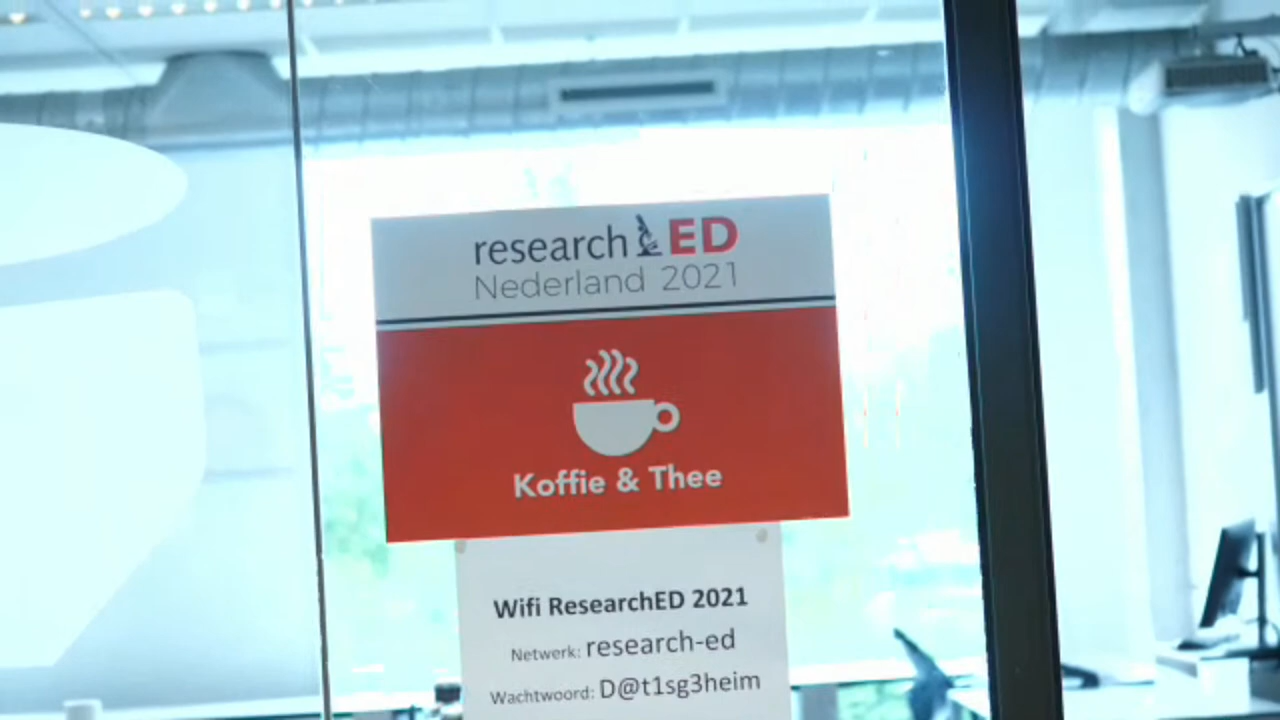 researchED
Nederland 2021
Koffie & Thee
Wifi ResearchED 2021
Netwerk: research-ed
Wachtwoord: D@t1sg3heim